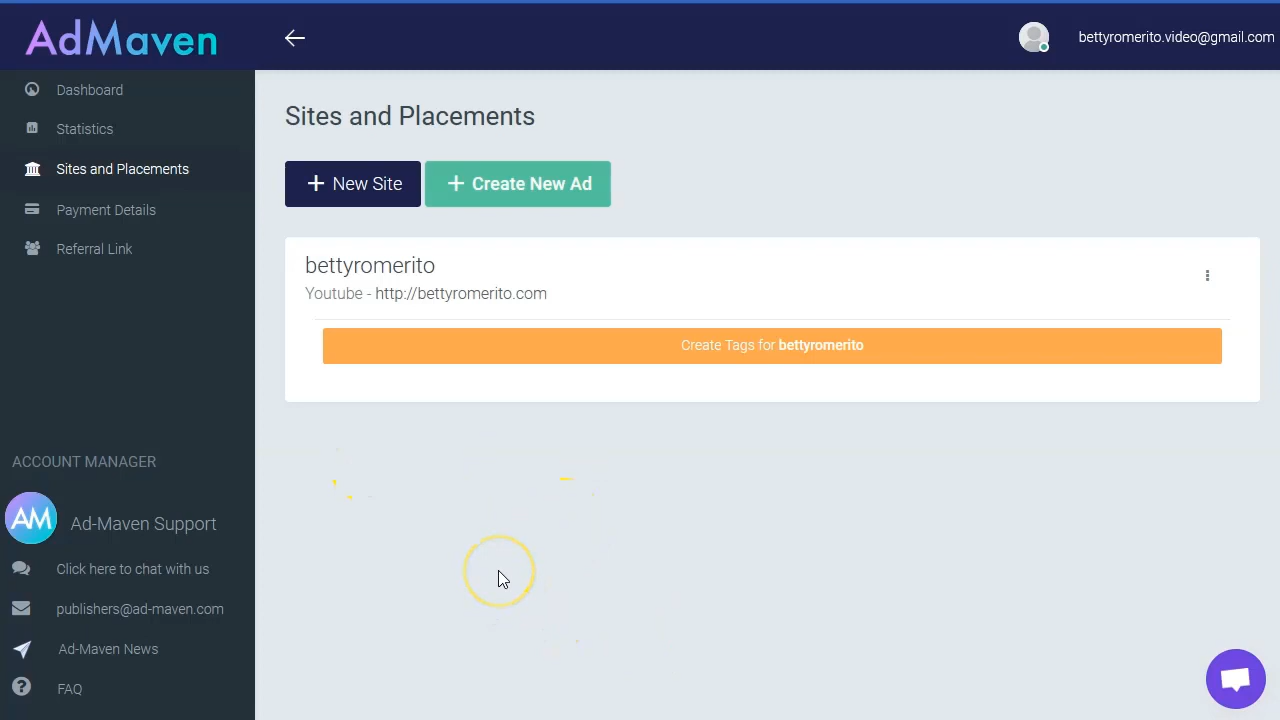 AdMaven
bettyromerito.video@gmail.com
Dashboard
Statistics
Sites and Placements
Payment Details
Referral Link
ACCOUNT MANAGER
AM
Ad-Maven Support
Click here to chat with us
publishers@ad-maven.com
Ad-Maven News
FAQ
Sites and Placements
+ New Site
+ Create New Ad
bettyromerito
Youtube - http://bettyromerito.com
Create Tags for bettyromerito